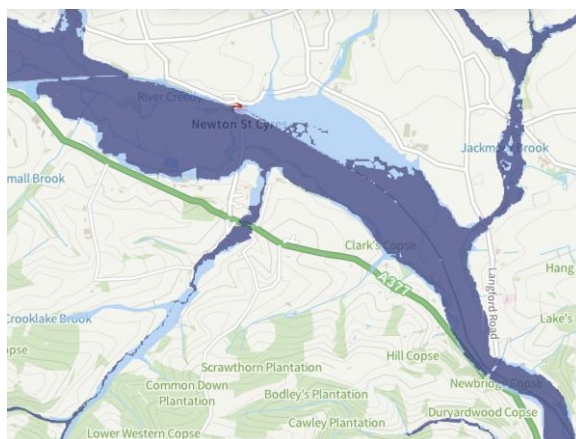 River Creedy
Newton St Cyres
Jackmoor Brook
mall Brook
Clark's Copse
A377
Langford Road
Hang
Crooklake Brook
Lake's
opse
Hill Copse
Scrawthorn Plantation
Newbridge Copse
Common Down
Plantation
Bodley's Plantation
Duryardwood Copse
Cawley Plantation
Lower Western Copse